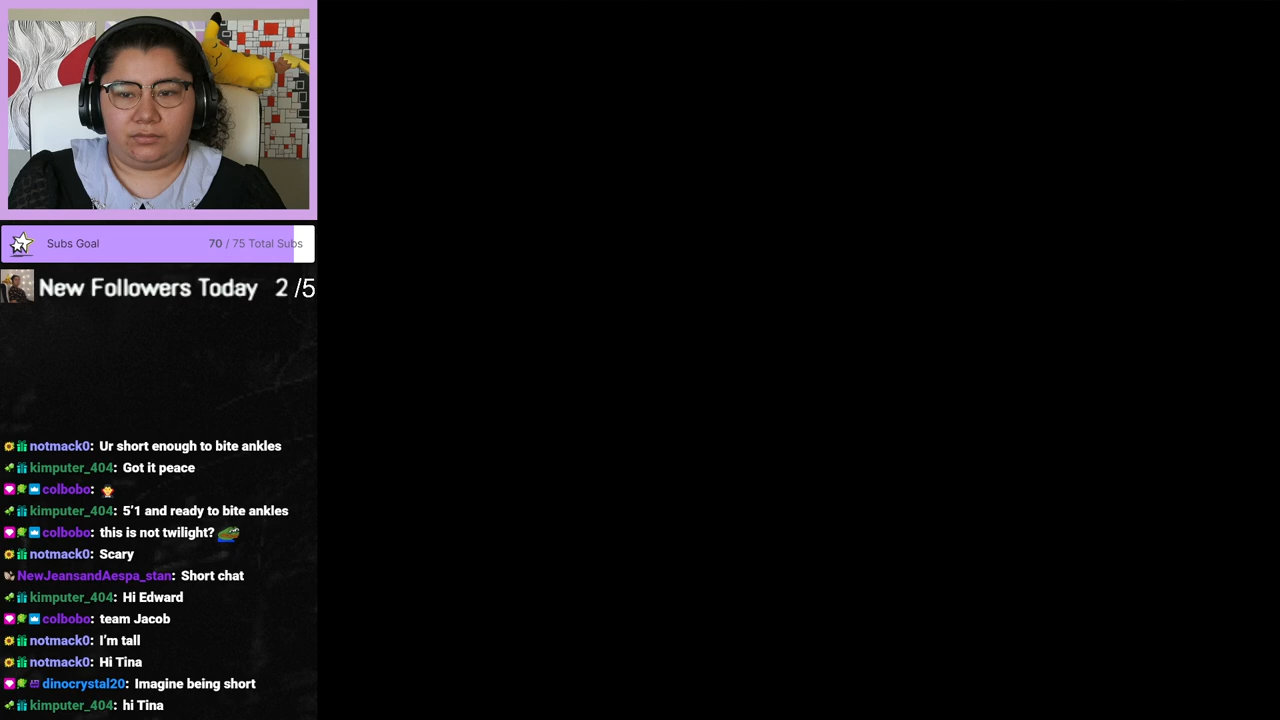 Subs Goal 70 / 75 Total Subs
New Followers Today 2 /5
notmack0: Ur short enough to bite ankles
kimputer_404: Got it peace
colbobo:
kimputer_404: 5'1 and ready to bite ankles
colbobo: this is not twilight?
notmack0: Scary
NewJeansandAespa_stan: Short chat
kimputer_404: Hi Edward
colbobo: team Jacob
notmack0: I'm tall
notmack0: Hi Tina
dinocrystal20: Imagine being short
kimputer_404: hi Tina